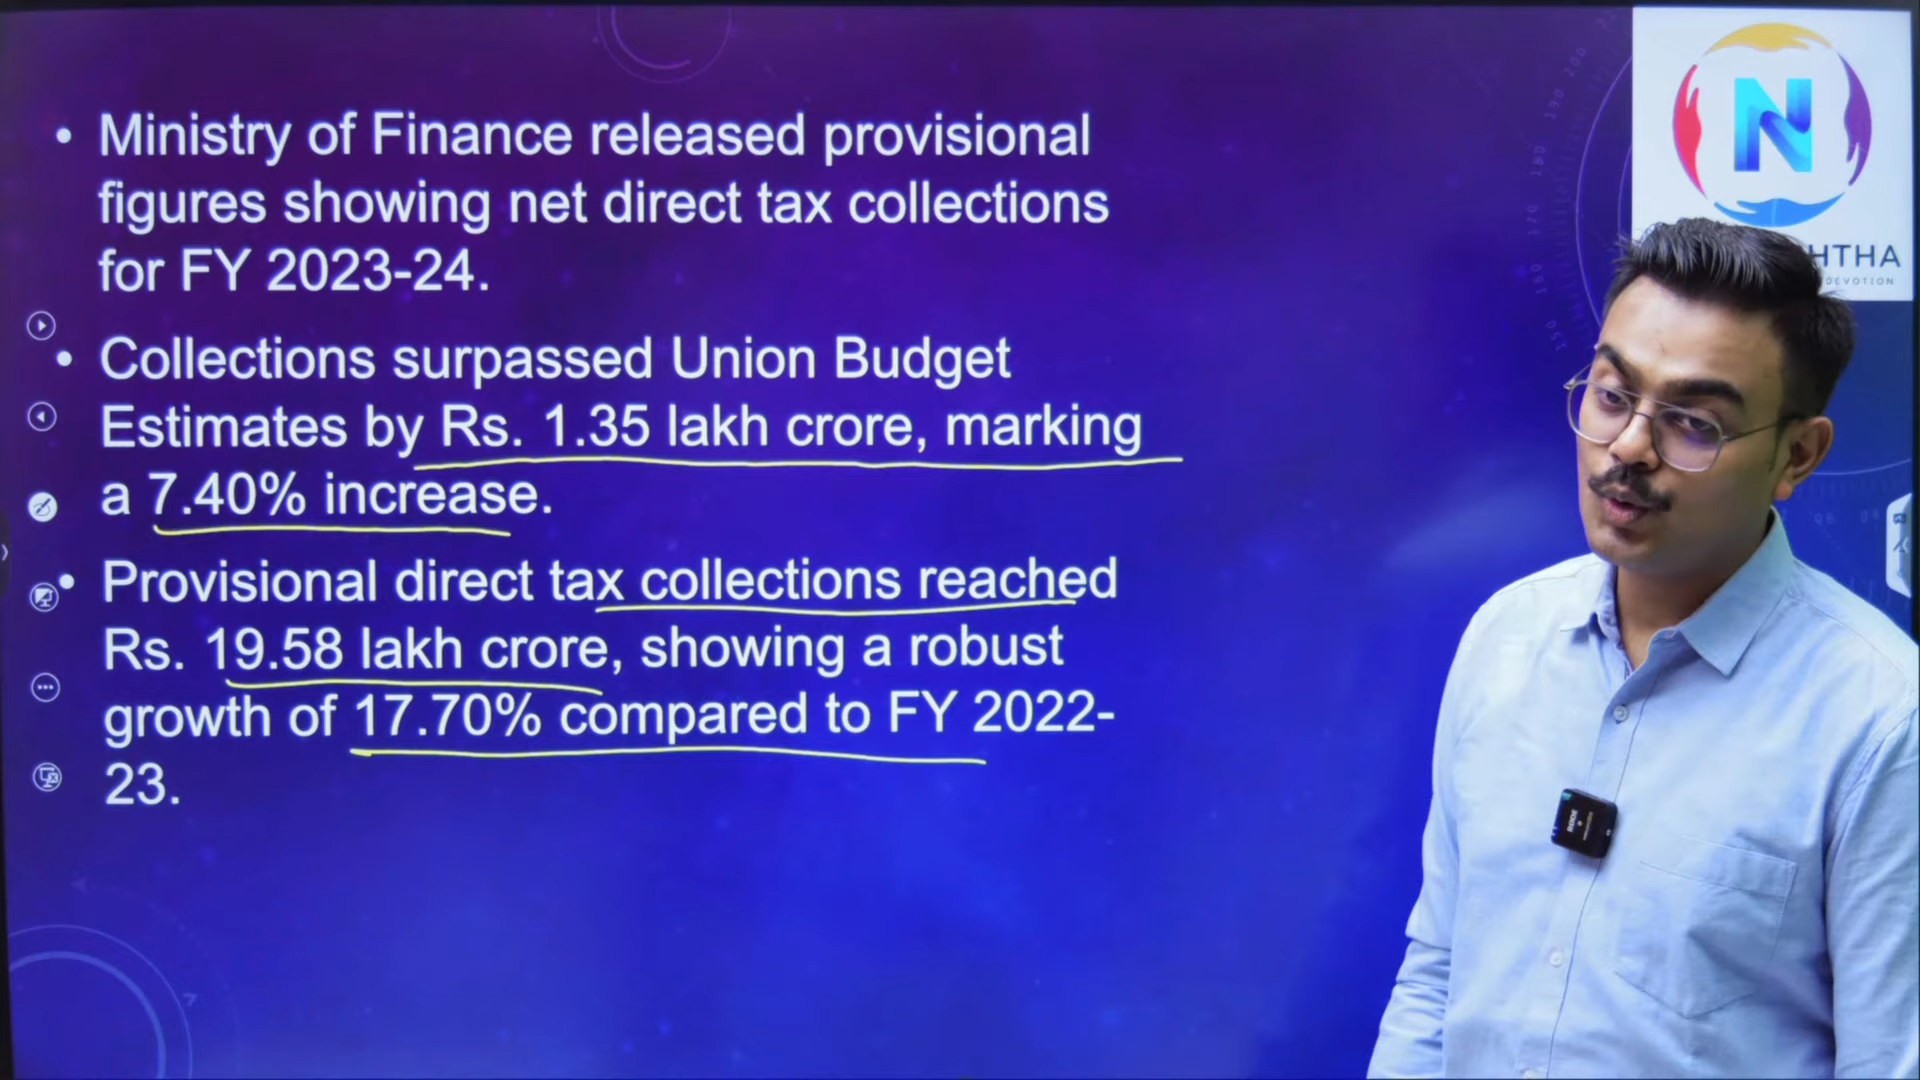 • Ministry of Finance released provisional
figures showing net direct tax collections
for FY 2023-24.
• Collections surpassed Union Budget
Estimates by Rs. 1.35 lakh crore, marking
a 7.40% increase.
• Provisional direct tax collections reached
Rs. 19.58 lakh crore, showing a robust
growth of 17.70% compared to FY 2022-
23.
N
HTHA
DEVOTION
RODE